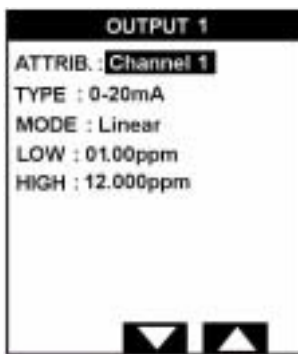 OUTPUT 1
ATTRIB. : Channel 1
TYPE : 0-20mA
MODE : Linear
LOW : 01.00ppm
HIGH : 12.000ppm